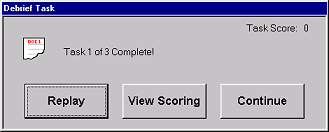 Debrief Task
Task Score: 0
Task 1 of 3 Complete!
Replay
View Scoring
Continue